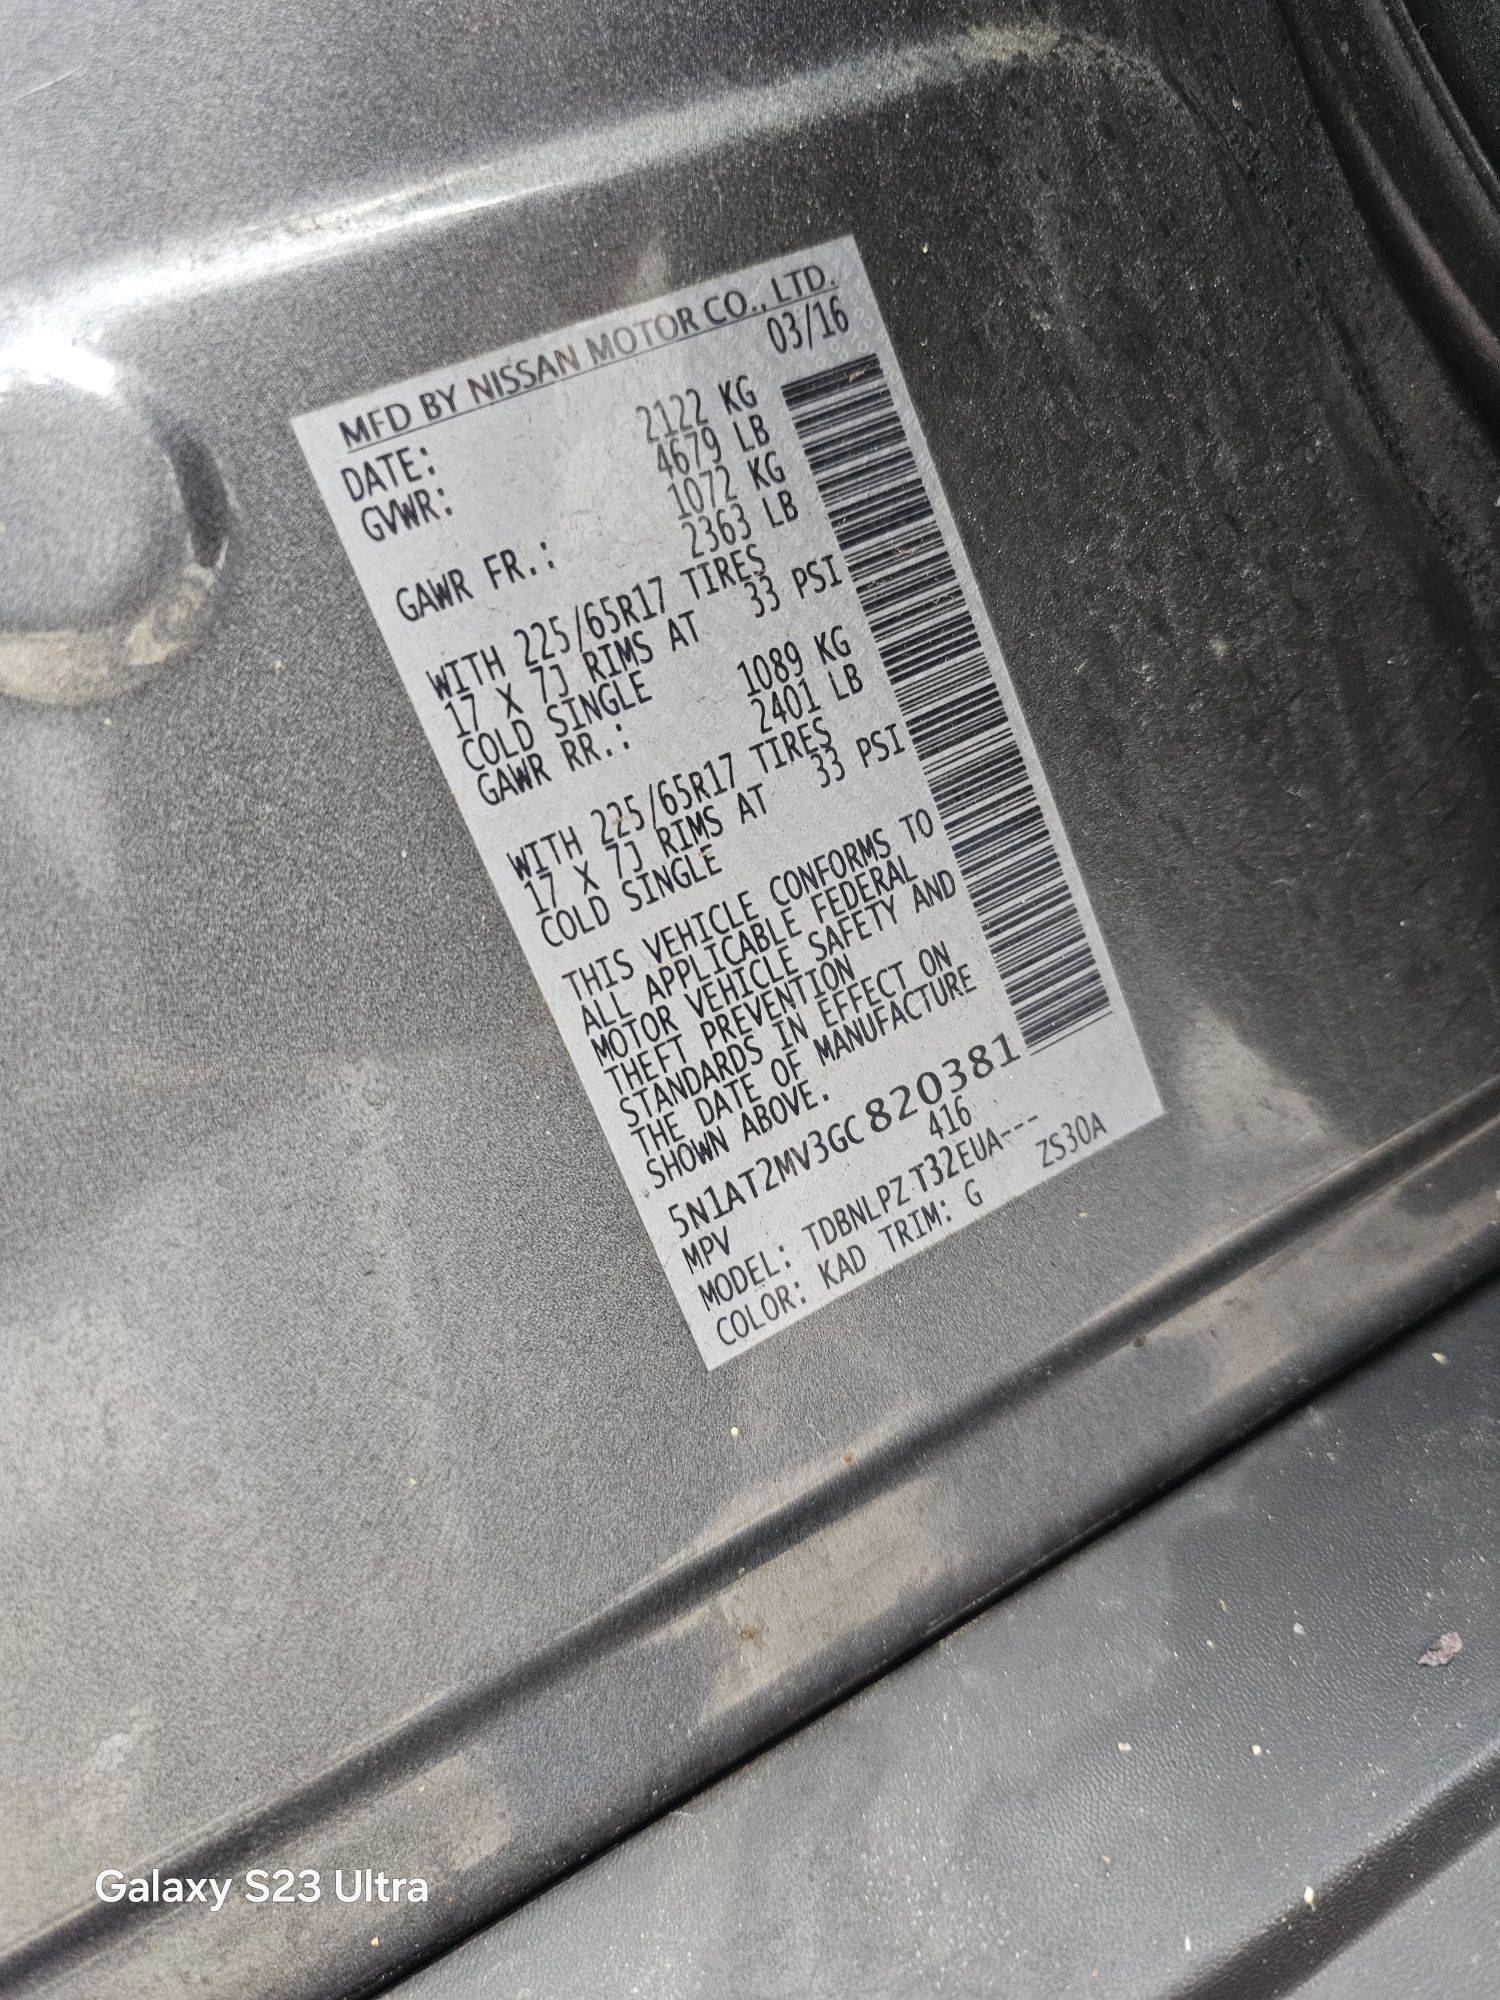 MFD BY NISSAN MOTOR CO., LTD.
DATE: 03/16
GVWR: 2122 KG
4679 LB
GAWR FR.: 1072 KG
2363 LB
WITH 225/65R17 TIRES
17 X 7J RIMS AT 33 PSI
COLD SINGLE
GAWR RR.: 1089 KG
2401 LB
WITH 225/65R17 TIRES
17 X 7J RIMS AT 33 PSI
COLD SINGLE
THIS VEHICLE CONFORMS TO
ALL APPLICABLE FEDERAL
MOTOR VEHICLE SAFETY AND
THEFT PREVENTION
STANDARDS IN EFFECT ON
THE DATE OF MANUFACTURE
SHOWN ABOVE.
5N1AT2MV3GC820381
MPV 416
MODEL: TDBNLPZ T32EUA---
COLOR: KAD TRIM: G ZS30A
Galaxy S23 Ultra